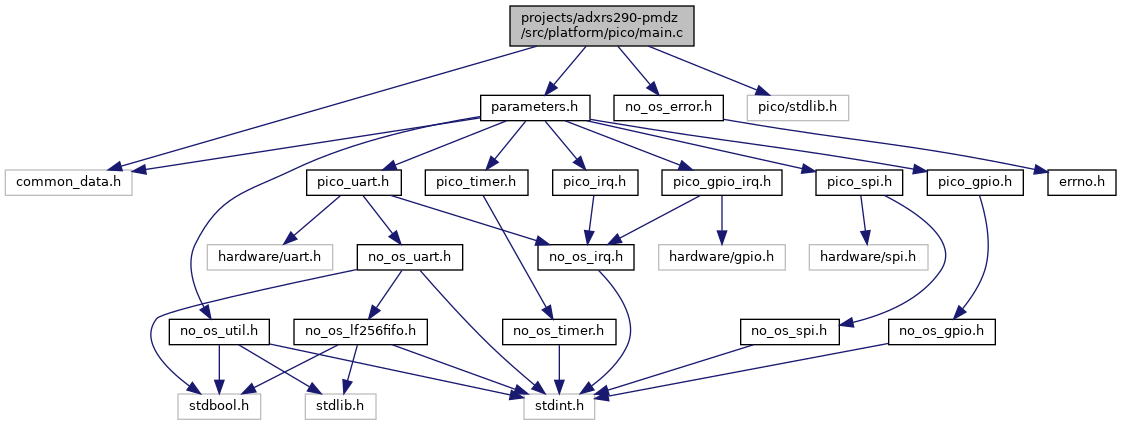 projects/adxrs290-pmdz
/src/platform/pico/main.c
parameters.h
no_os_error.h
pico/stdlib.h
common_data.h
pico_uart.h
pico_timer.h
pico_irq.h
pico_gpio_irq.h
pico_spi.h
pico_gpio.h
errno.h
hardware/uart.h
no_os_uart.h
no_os_irq.h
hardware/gpio.h
hardware/spi.h
no_os_util.h
no_os_lf256fifo.h
no_os_timer.h
no_os_spi.h
no_os_gpio.h
stdbool.h
stdlib.h
stdint.h